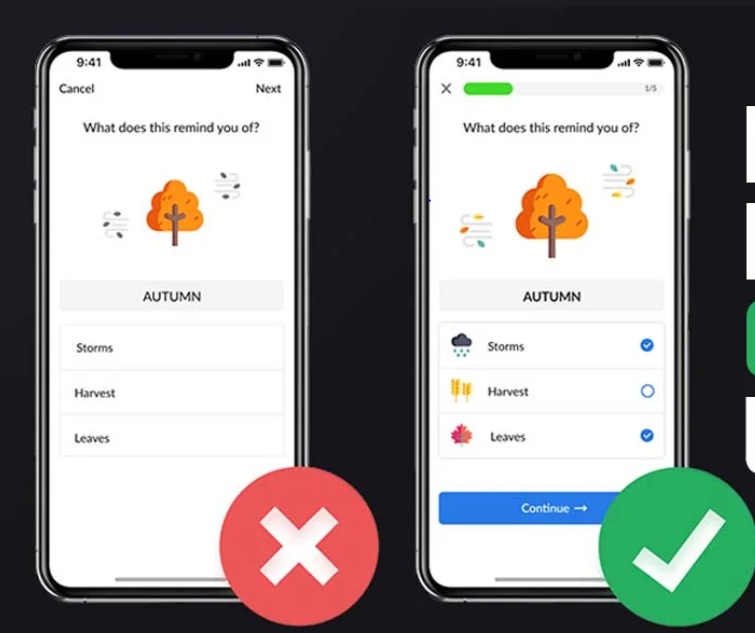 9:41
Cancel Next
What does this remind you of?
AUTUMN
Storms
Harvest
Leaves
9:41
1/5
What does this remind you of?
AUTUMN
Storms
Harvest
Leaves
Continue →